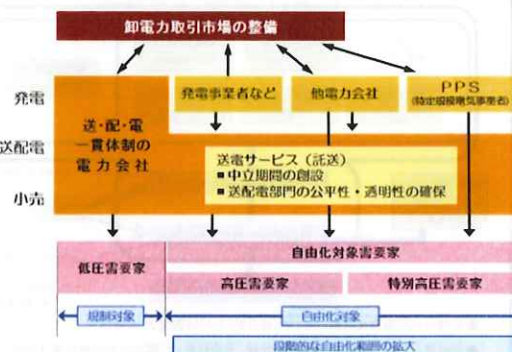 卸電力取引市場の整備
発電
発電事業者など
他電力会社
PPS
(特定規模電気事業者)
送・配・電
一貫体制の
電力会社
送配電
送電サービス（託送）
■中立期間の創設
■送配電部門の公平性・透明性の確保
小売
低圧需要家
自由化対象需要家
高圧需要家
特別高圧需要家
規制対象
自由化対象
段階的な自由化範囲の拡大